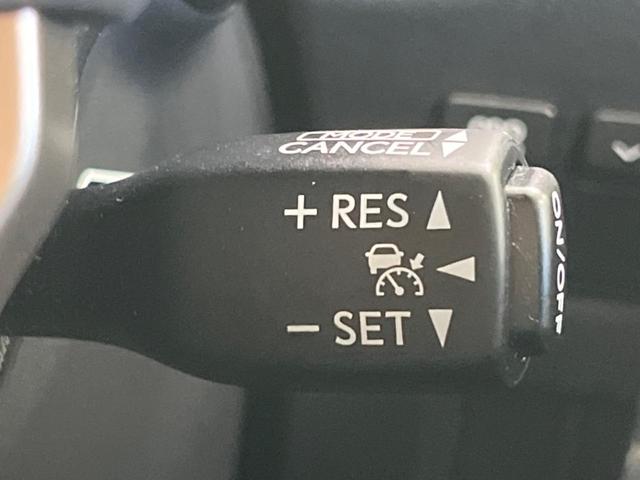 MODE
CANCEL
+ RES
- SET
ON/OFF